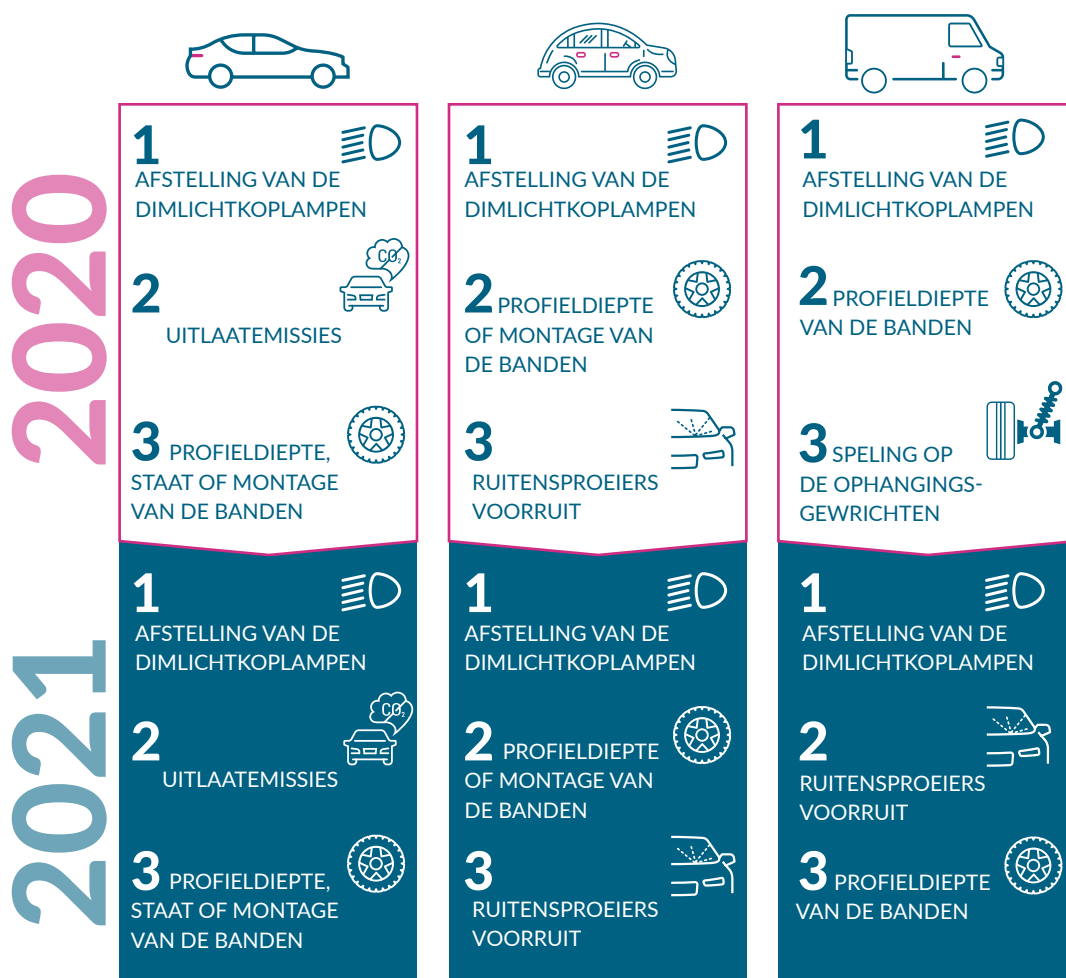 2020
1
AFSTELLING VAN DE
DIMLICHTKOPLAMPEN
2
CO₂
UITLAATEMISSIES
3 PROFIELDIEPTE,
STAAT OF MONTAGE
VAN DE BANDEN
1
AFSTELLING VAN DE
DIMLICHTKOPLAMPEN
2 PROFIELDIEPTE
OF MONTAGE VAN
DE BANDEN
3
RUITENSPROEIERS
VOORRUIT
1
AFSTELLING VAN DE
DIMLICHTKOPLAMPEN
2 PROFIELDIEPTE
VAN DE BANDEN
3 SPELING OP
DE OPHANGINGS-
GEWRICHTEN
2021
1
AFSTELLING VAN DE
DIMLICHTKOPLAMPEN
2
CO₂
UITLAATEMISSIES
3 PROFIELDIEPTE,
STAAT OF MONTAGE
VAN DE BANDEN
1
AFSTELLING VAN DE
DIMLICHTKOPLAMPEN
2 PROFIELDIEPTE
OF MONTAGE VAN
DE BANDEN
3
RUITENSPROEIERS
VOORRUIT
1
AFSTELLING VAN DE
DIMLICHTKOPLAMPEN
2
RUITENSPROEIERS
VOORRUIT
3 PROFIELDIEPTE
VAN DE BANDEN